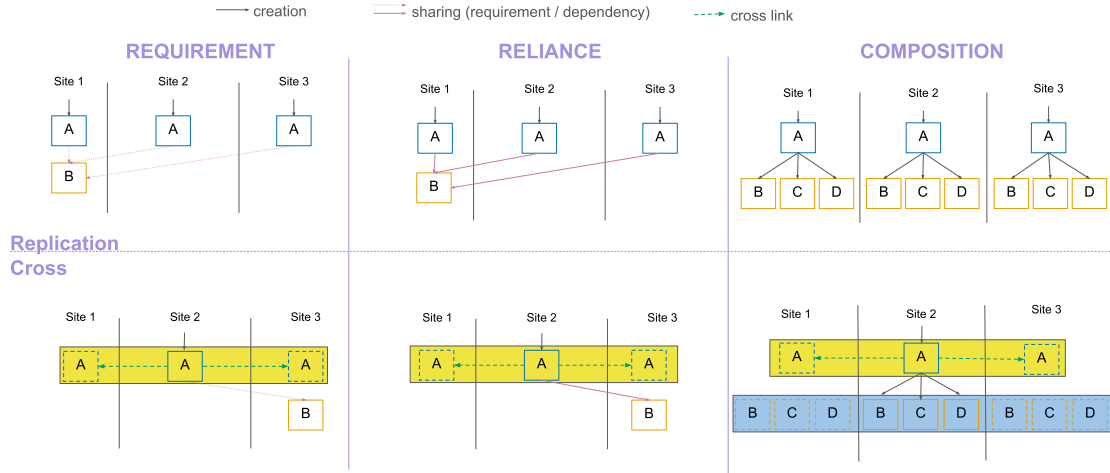 creation
sharing (requirement / dependency)
cross link
REQUIREMENT
RELIANCE
COMPOSITION
Site 1 Site 2 Site 3
A A A
B
Site 1 Site 2 Site 3
A A A
B
Site 1 Site 2 Site 3
A A A
B C D B C D B C D
Replication
Cross
Site 1 Site 2 Site 3
A A A
B
Site 1 Site 2 Site 3
A A A
B
Site 1 Site 2 Site 3
A A A
B C D B C D B C D